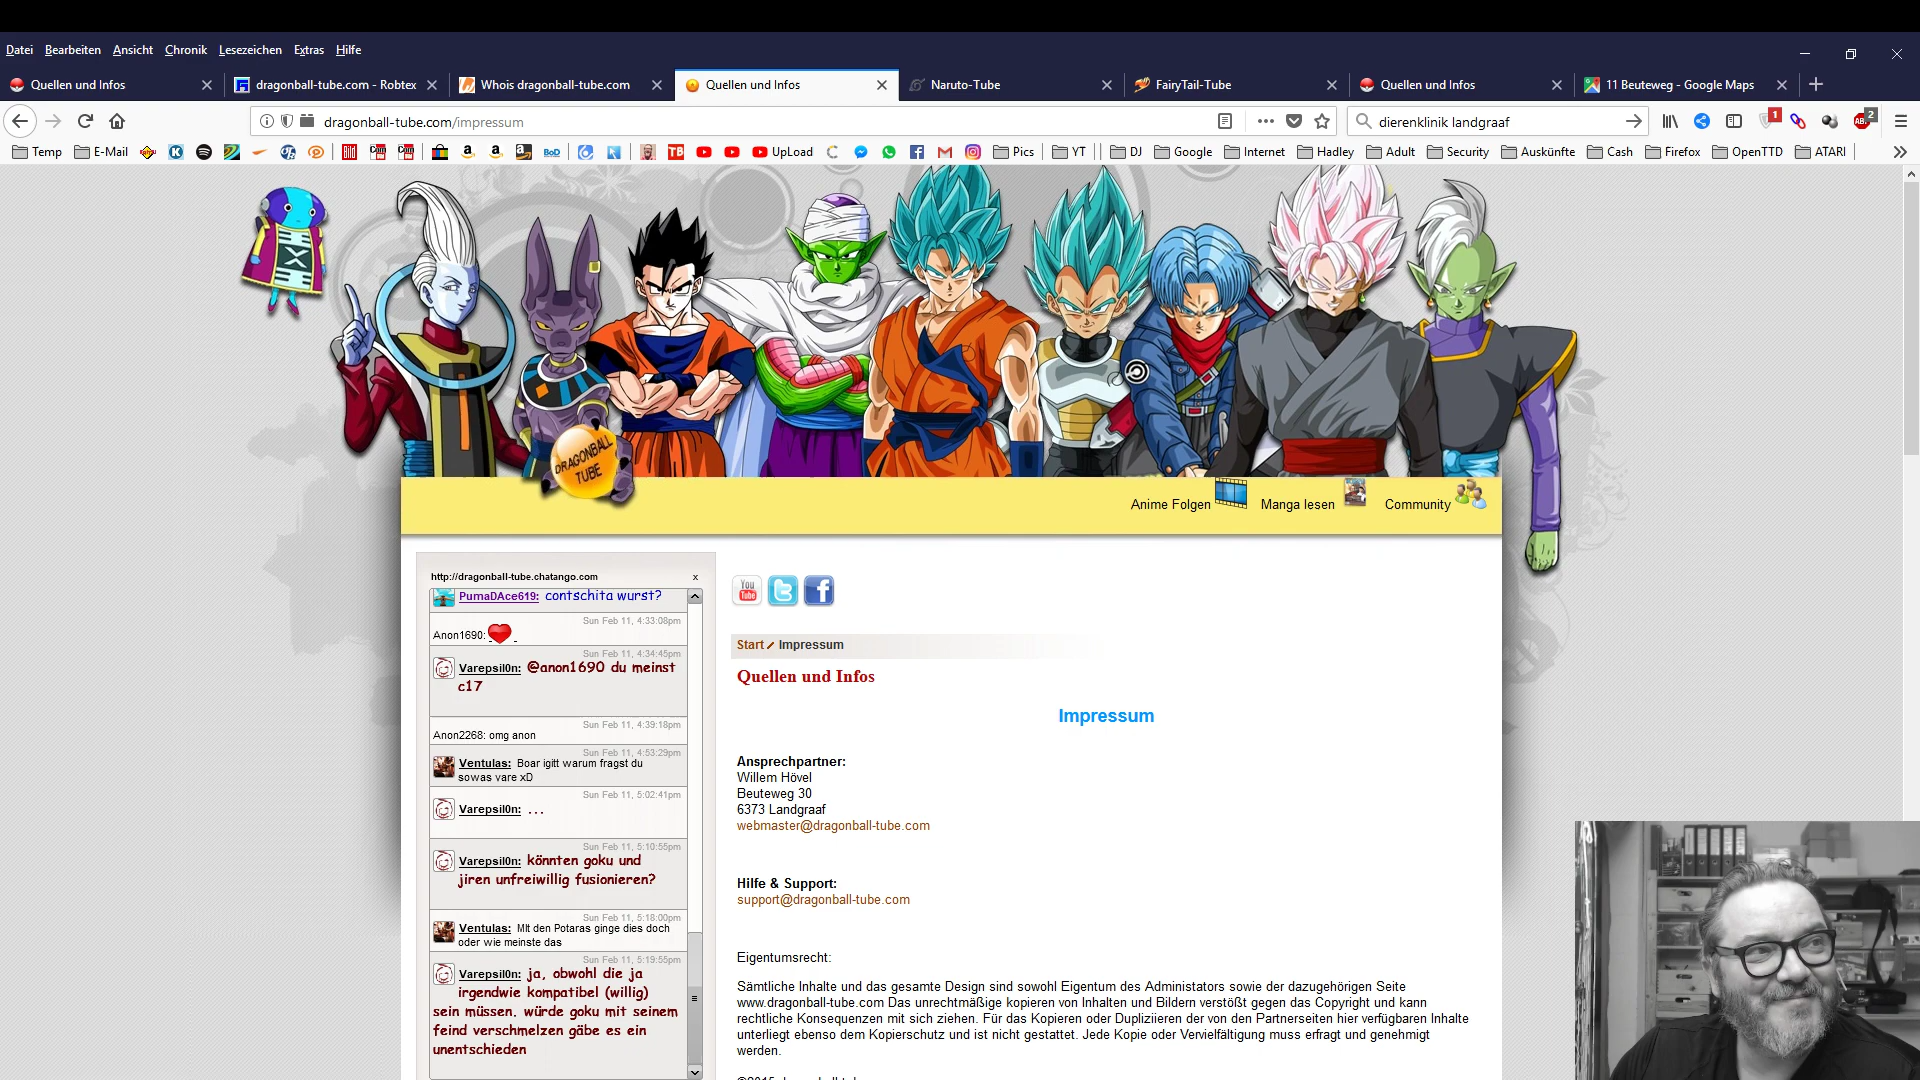 Datei Bearbeiten Ansicht Chronik Lesezeichen Extras Hilfe
Quellen und Infos
dragonball-tube.com - Robtex
Whois dragonball-tube.com
Quellen und Infos
Naruto-Tube
FairyTail-Tube
Quellen und Infos
11 Beuteweg - Google Maps
dragonball-tube.com/impressum
dierenklinik landgraaf
1
2
Temp E-Mail BILD TB UpLoad Pics YT DJ Google Internet Hadley Adult Security Auskünfte Cash Firefox OpenTTD ATARI
DRAGONBALL
TUBE
Anime Folgen Manga lesen Community
http://dragonball-tube.chatango.com x
PumaDAce619: contschita wurst?
Sun Feb 11, 4:33:08pm
Anon1690:
Sun Feb 11, 4:34:45pm
Varepsil0n: @anon1690 du meinst
c17
Sun Feb 11, 4:39:18pm
Anon2268: omg anon
Sun Feb 11, 4:53:29pm
Ventulas: Boar igitt warum fragst du
sowas vare xD
Sun Feb 11, 5:02:41pm
Varepsil0n: ...
Sun Feb 11, 5:10:55pm
Varepsil0n: könnten goku und
jiren unfreiwillig fusionieren?
Sun Feb 11, 5:18:00pm
Ventulas: MIt den Potaras ginge dies doch
oder wie meinste das
Sun Feb 11, 5:19:55pm
Varepsil0n: ja, obwohl die ja
irgendwie kompatibel (willig)
sein müssen. würde goku mit seinem
feind verschmelzen gäbe es ein
unentschieden
You
Tube
Start Impressum
Quellen und Infos
Impressum
Ansprechpartner:
Willem Hövel
Beuteweg 30
6373 Landgraaf
webmaster@dragonball-tube.com
Hilfe & Support:
support@dragonball-tube.com
Eigentumsrecht:
Sämtliche Inhalte und das gesamte Design sind sowohl Eigentum des Administators sowie der dazugehörigen Seite
www.dragonball-tube.com Das unrechtmäßige kopieren von Inhalten und Bildern verstößt gegen das Copyright und kann
rechtliche Konsequenzen mit sich ziehen. Für das Kopieren oder Dupliziieren der von den Partnerseiten hier verfügbaren Inhalte
unterliegt ebenso dem Kopierschutz und ist nicht gestattet. Jede Kopie oder Vervielfältigung muss erfragt und genehmigt
werden.